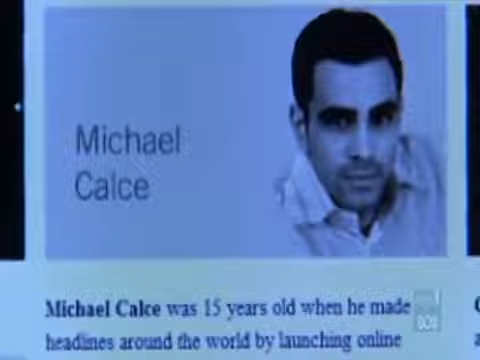 Michael
Calce
Michael Calce was 15 years old when he made
headlines around the world by launching online